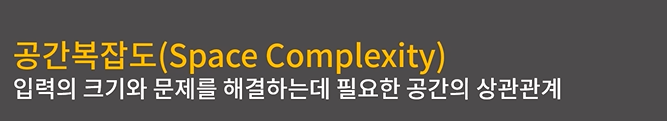 공간복잡도(Space Complexity)
입력의 크기와 문제를 해결하는데 필요한 공간의 상관관계